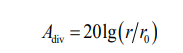 A_div = 20lg(r/r_0)